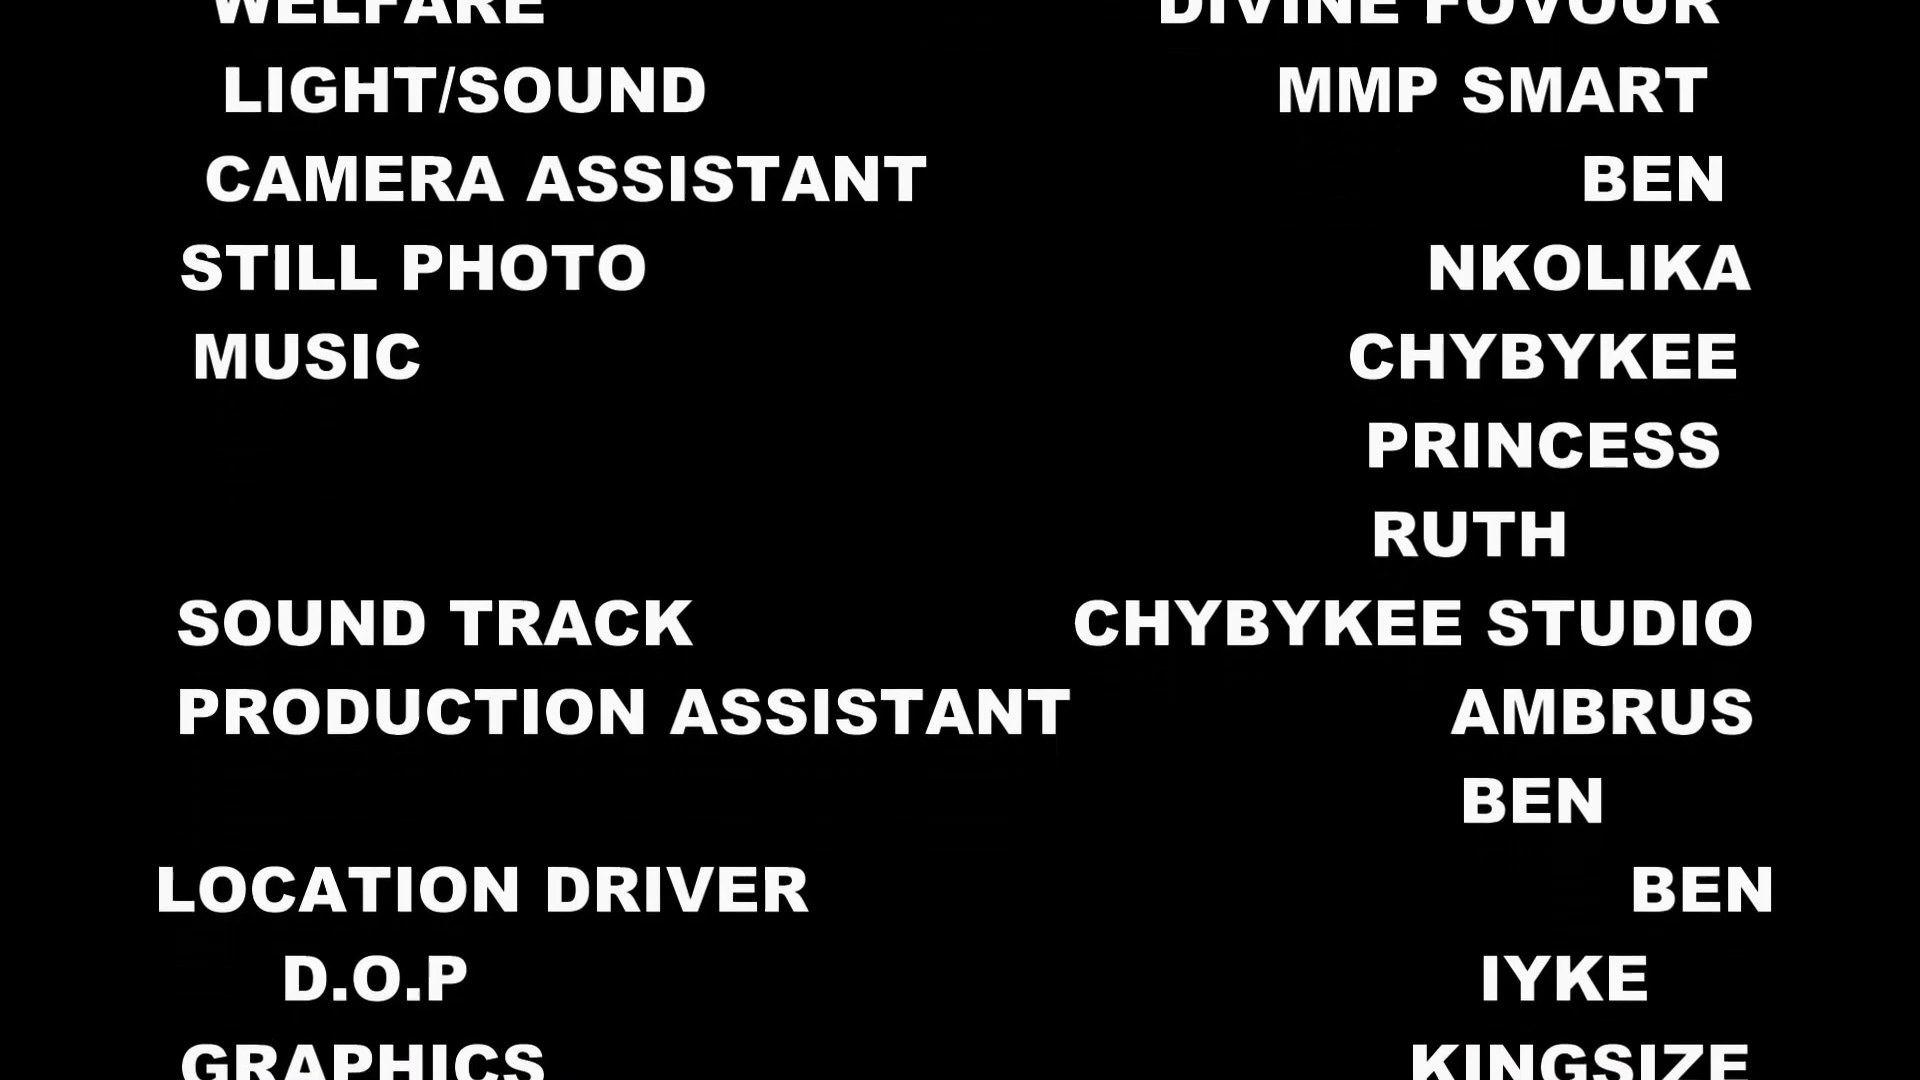 WELFARE DIVINE FOVOUR
LIGHT/SOUND MMP SMART
CAMERA ASSISTANT BEN
STILL PHOTO NKOLIKA
MUSIC CHYBYKEE
PRINCESS
RUTH
SOUND TRACK CHYBYKEE STUDIO
PRODUCTION ASSISTANT AMBRUS
BEN
LOCATION DRIVER BEN
D.O.P IYKE
GRAPHICS KINGSIZE